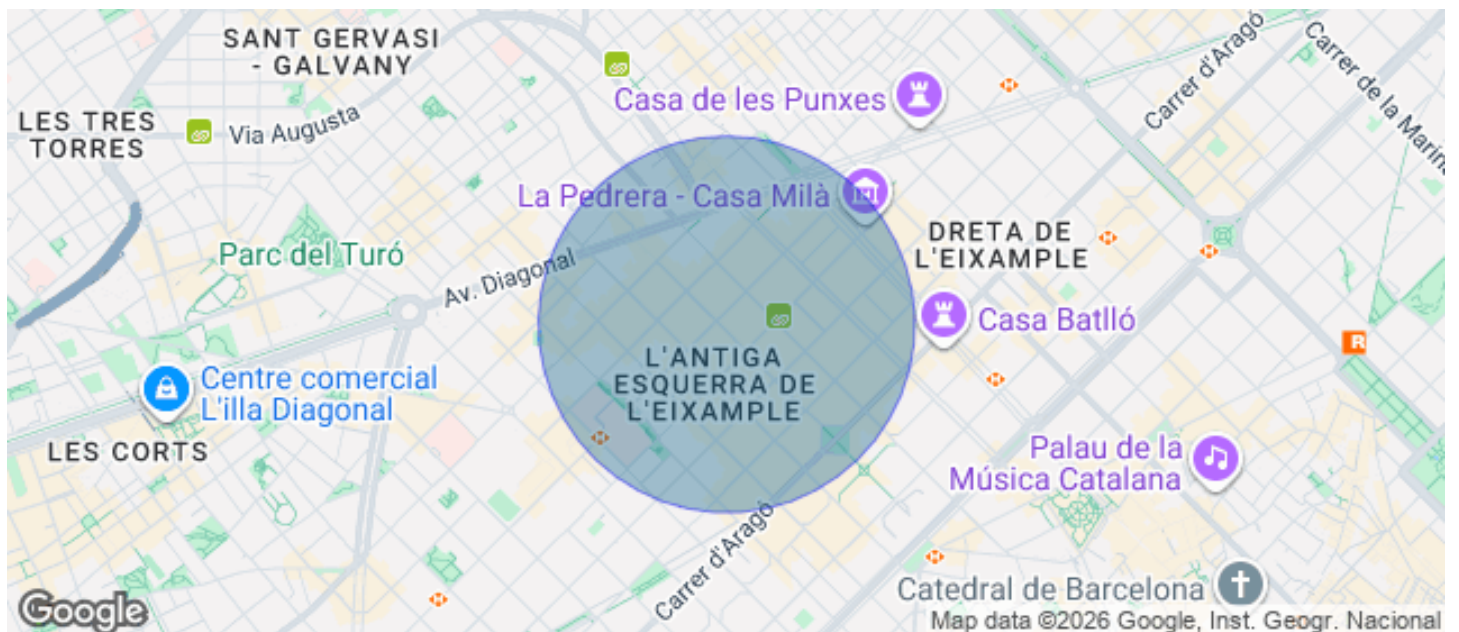 SANT GERVASI
- GALVANY
Carrer d'Aragó
Carrer de la Marina
Casa de les Punxes
LES TRES
TORRES
Via Augusta
La Pedrera - Casa Milà
DRETA DE
L'EIXAMPLE
Parc del Turó
Av. Diagonal
Casa Batlló
R
L'ANTIGA
ESQUERRA DE
L'EIXAMPLE
Centre comercial
L'illa Diagonal
LES CORTS
Palau de la
Música Catalana
Carrer d'Aragó
Catedral de Barcelona
Google
Map data ©2026 Google, Inst. Geogr. Nacional